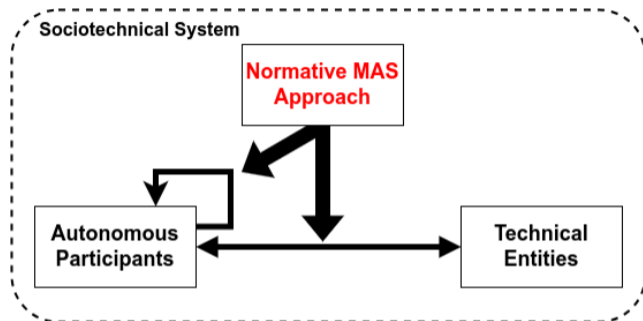 Sociotechnical System
Normative MAS
Approach
Autonomous
Participants
Technical
Entities